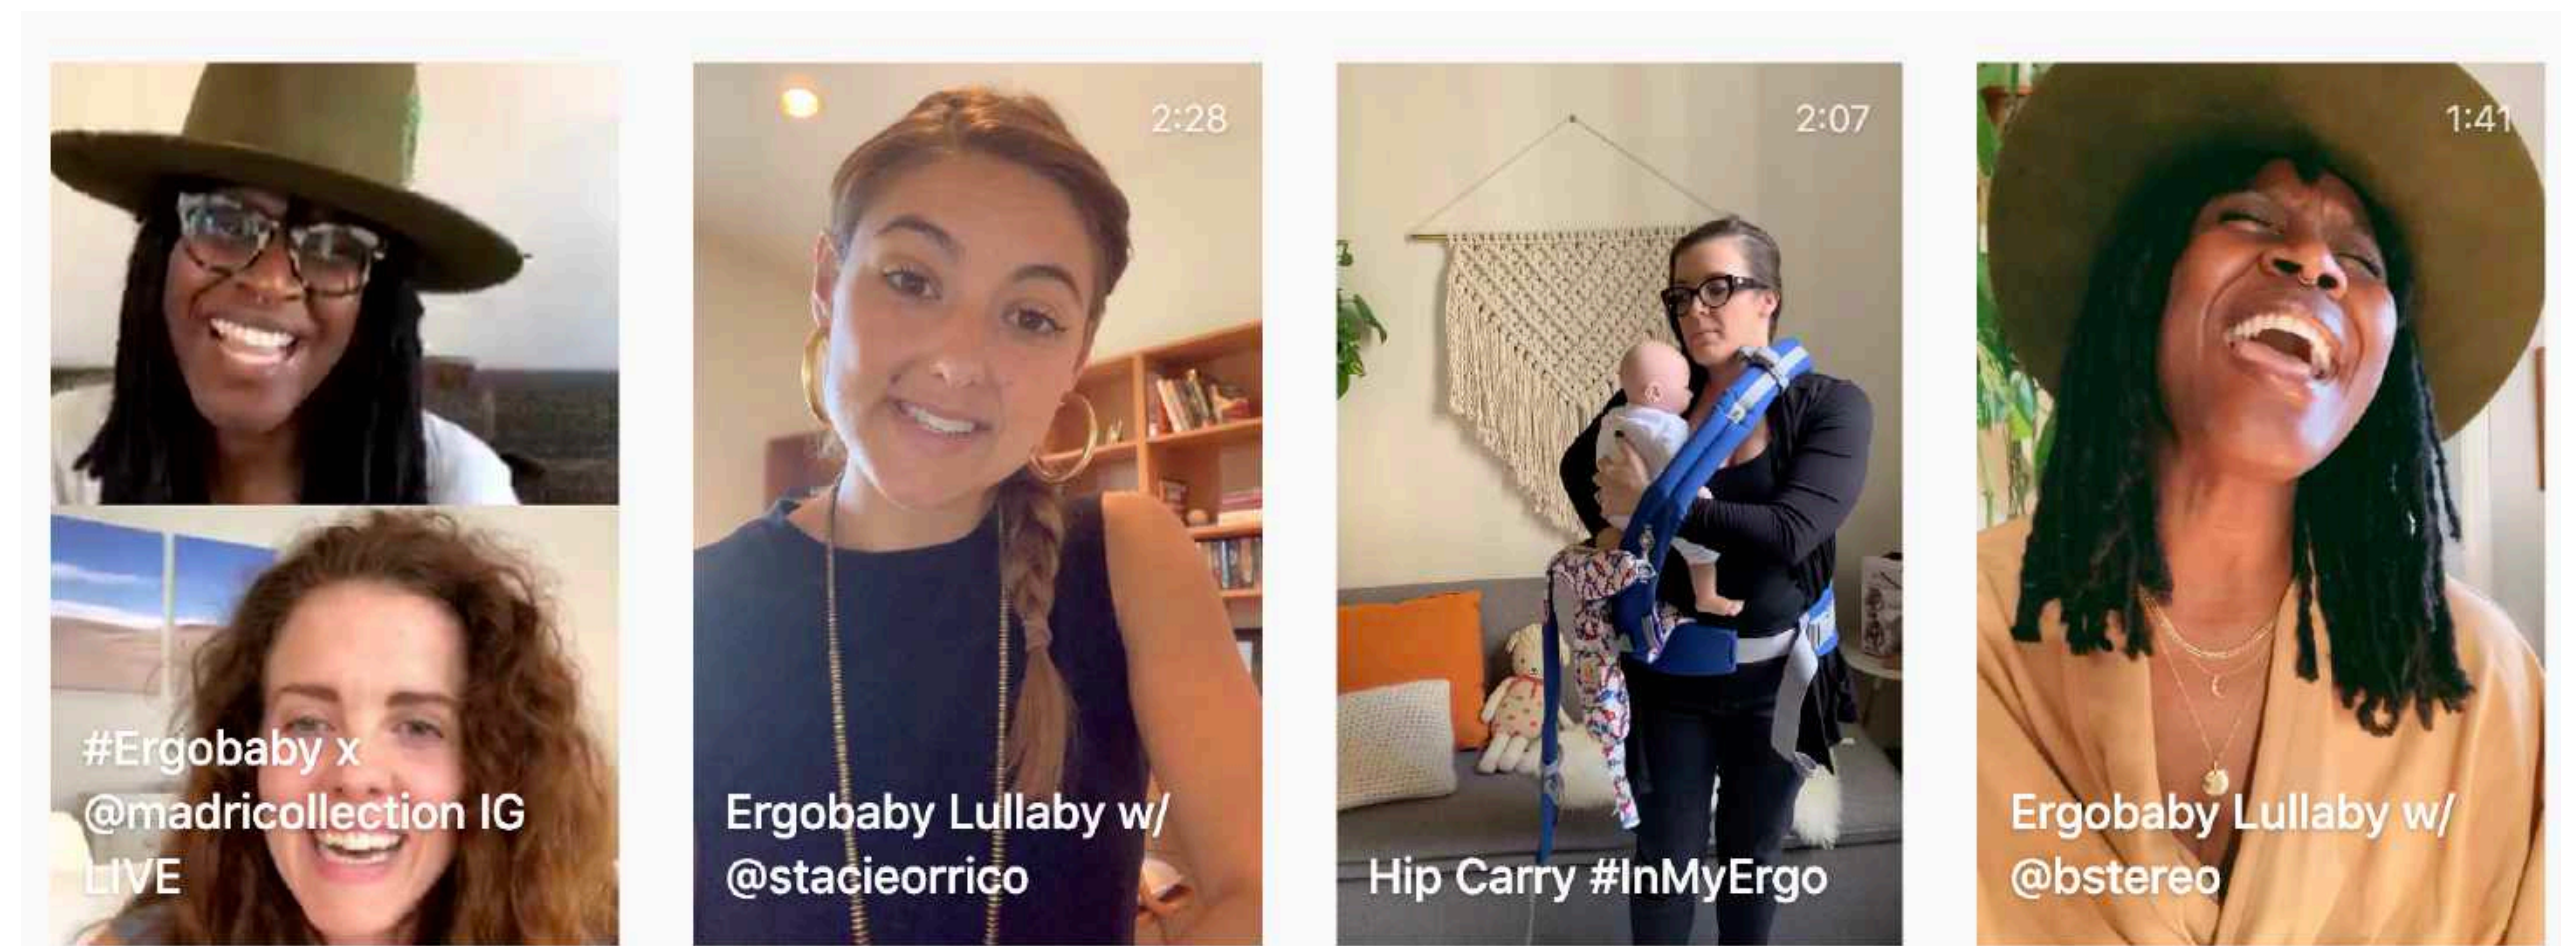 #Ergobaby x
@madricollection IG
LIVE
2:28
Ergobaby Lullaby w/
@stacieorrico
2:07
Hip Carry #InMyErgo
1:41
Ergobaby Lullaby w/
@bstereo